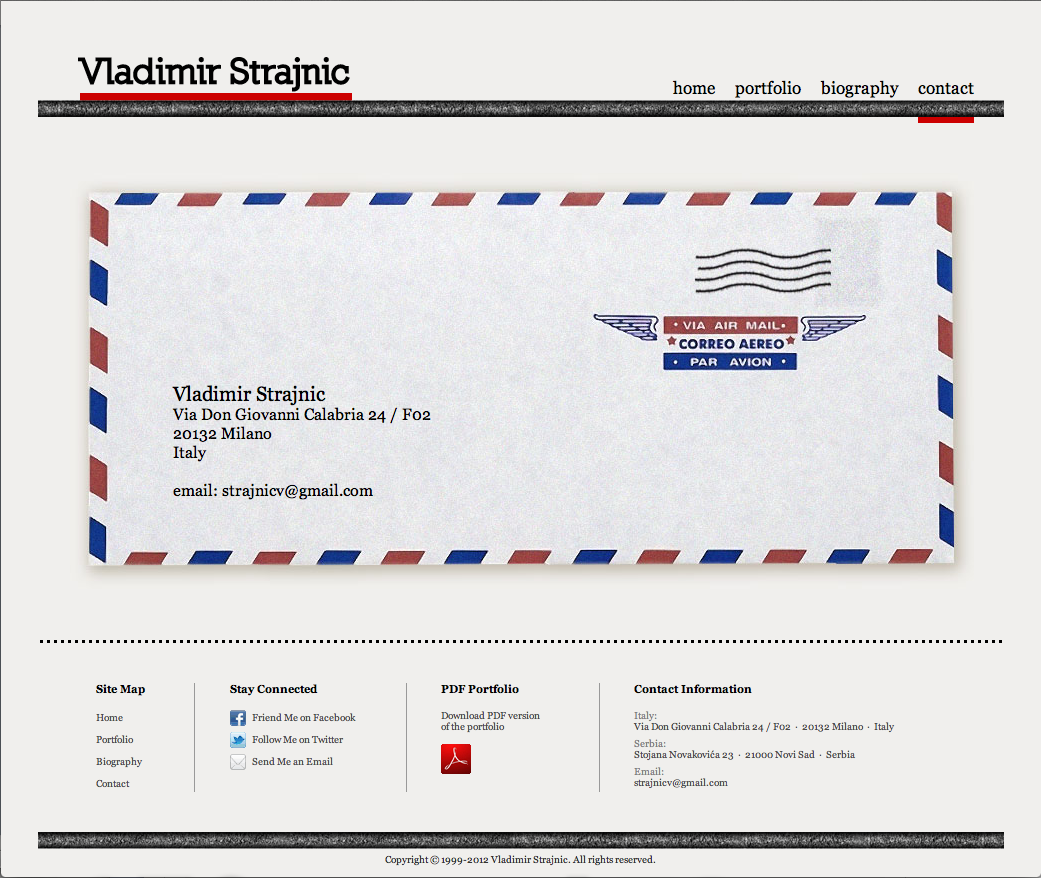 Vladimir Strajnic
home portfolio biography contact
VIA AIR MAIL
CORREO AEREO
PAR AVION
Vladimir Strajnic
Via Don Giovanni Calabria 24 / F02
20132 Milano
Italy
email: strajnicv@gmail.com
Site Map
Home
Portfolio
Biography
Contact
Stay Connected
Friend Me on Facebook
Follow Me on Twitter
Send Me an Email
PDF Portfolio
Download PDF version
of the portfolio
Contact Information
Italy:
Via Don Giovanni Calabria 24 / F02 · 20132 Milano · Italy
Serbia:
Stojana Novakovića 23 · 21000 Novi Sad · Serbia
Email:
strajnicv@gmail.com
Copyright © 1999-2012 Vladimir Strajnic. All rights reserved.